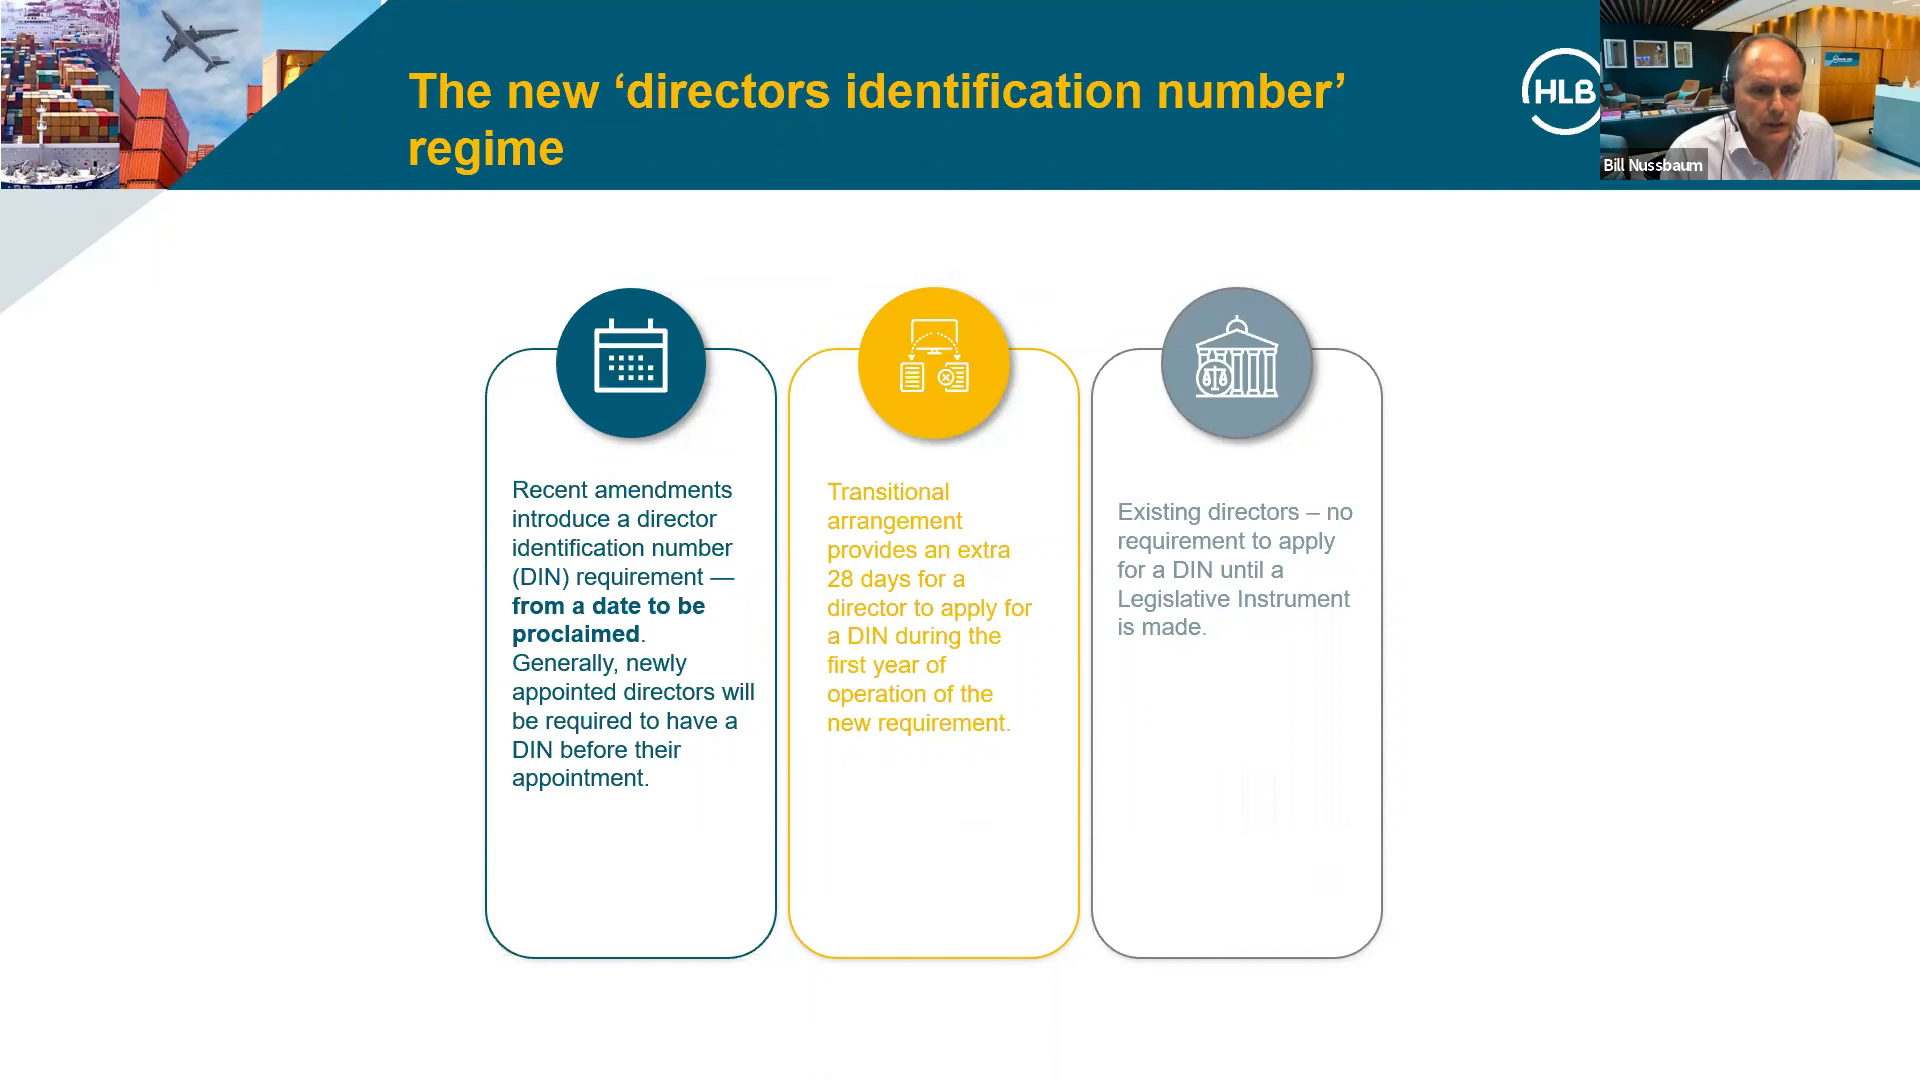 The new ‘directors identification number’
regime
HLB
Bill Nussbaum
Recent amendments
introduce a director
identification number
(DIN) requirement —
from a date to be
proclaimed.
Generally, newly
appointed directors will
be required to have a
DIN before their
appointment.
Transitional
arrangement
provides an extra
28 days for a
director to apply for
a DIN during the
first year of
operation of the
new requirement.
Existing directors – no
requirement to apply
for a DIN until a
Legislative Instrument
is made.